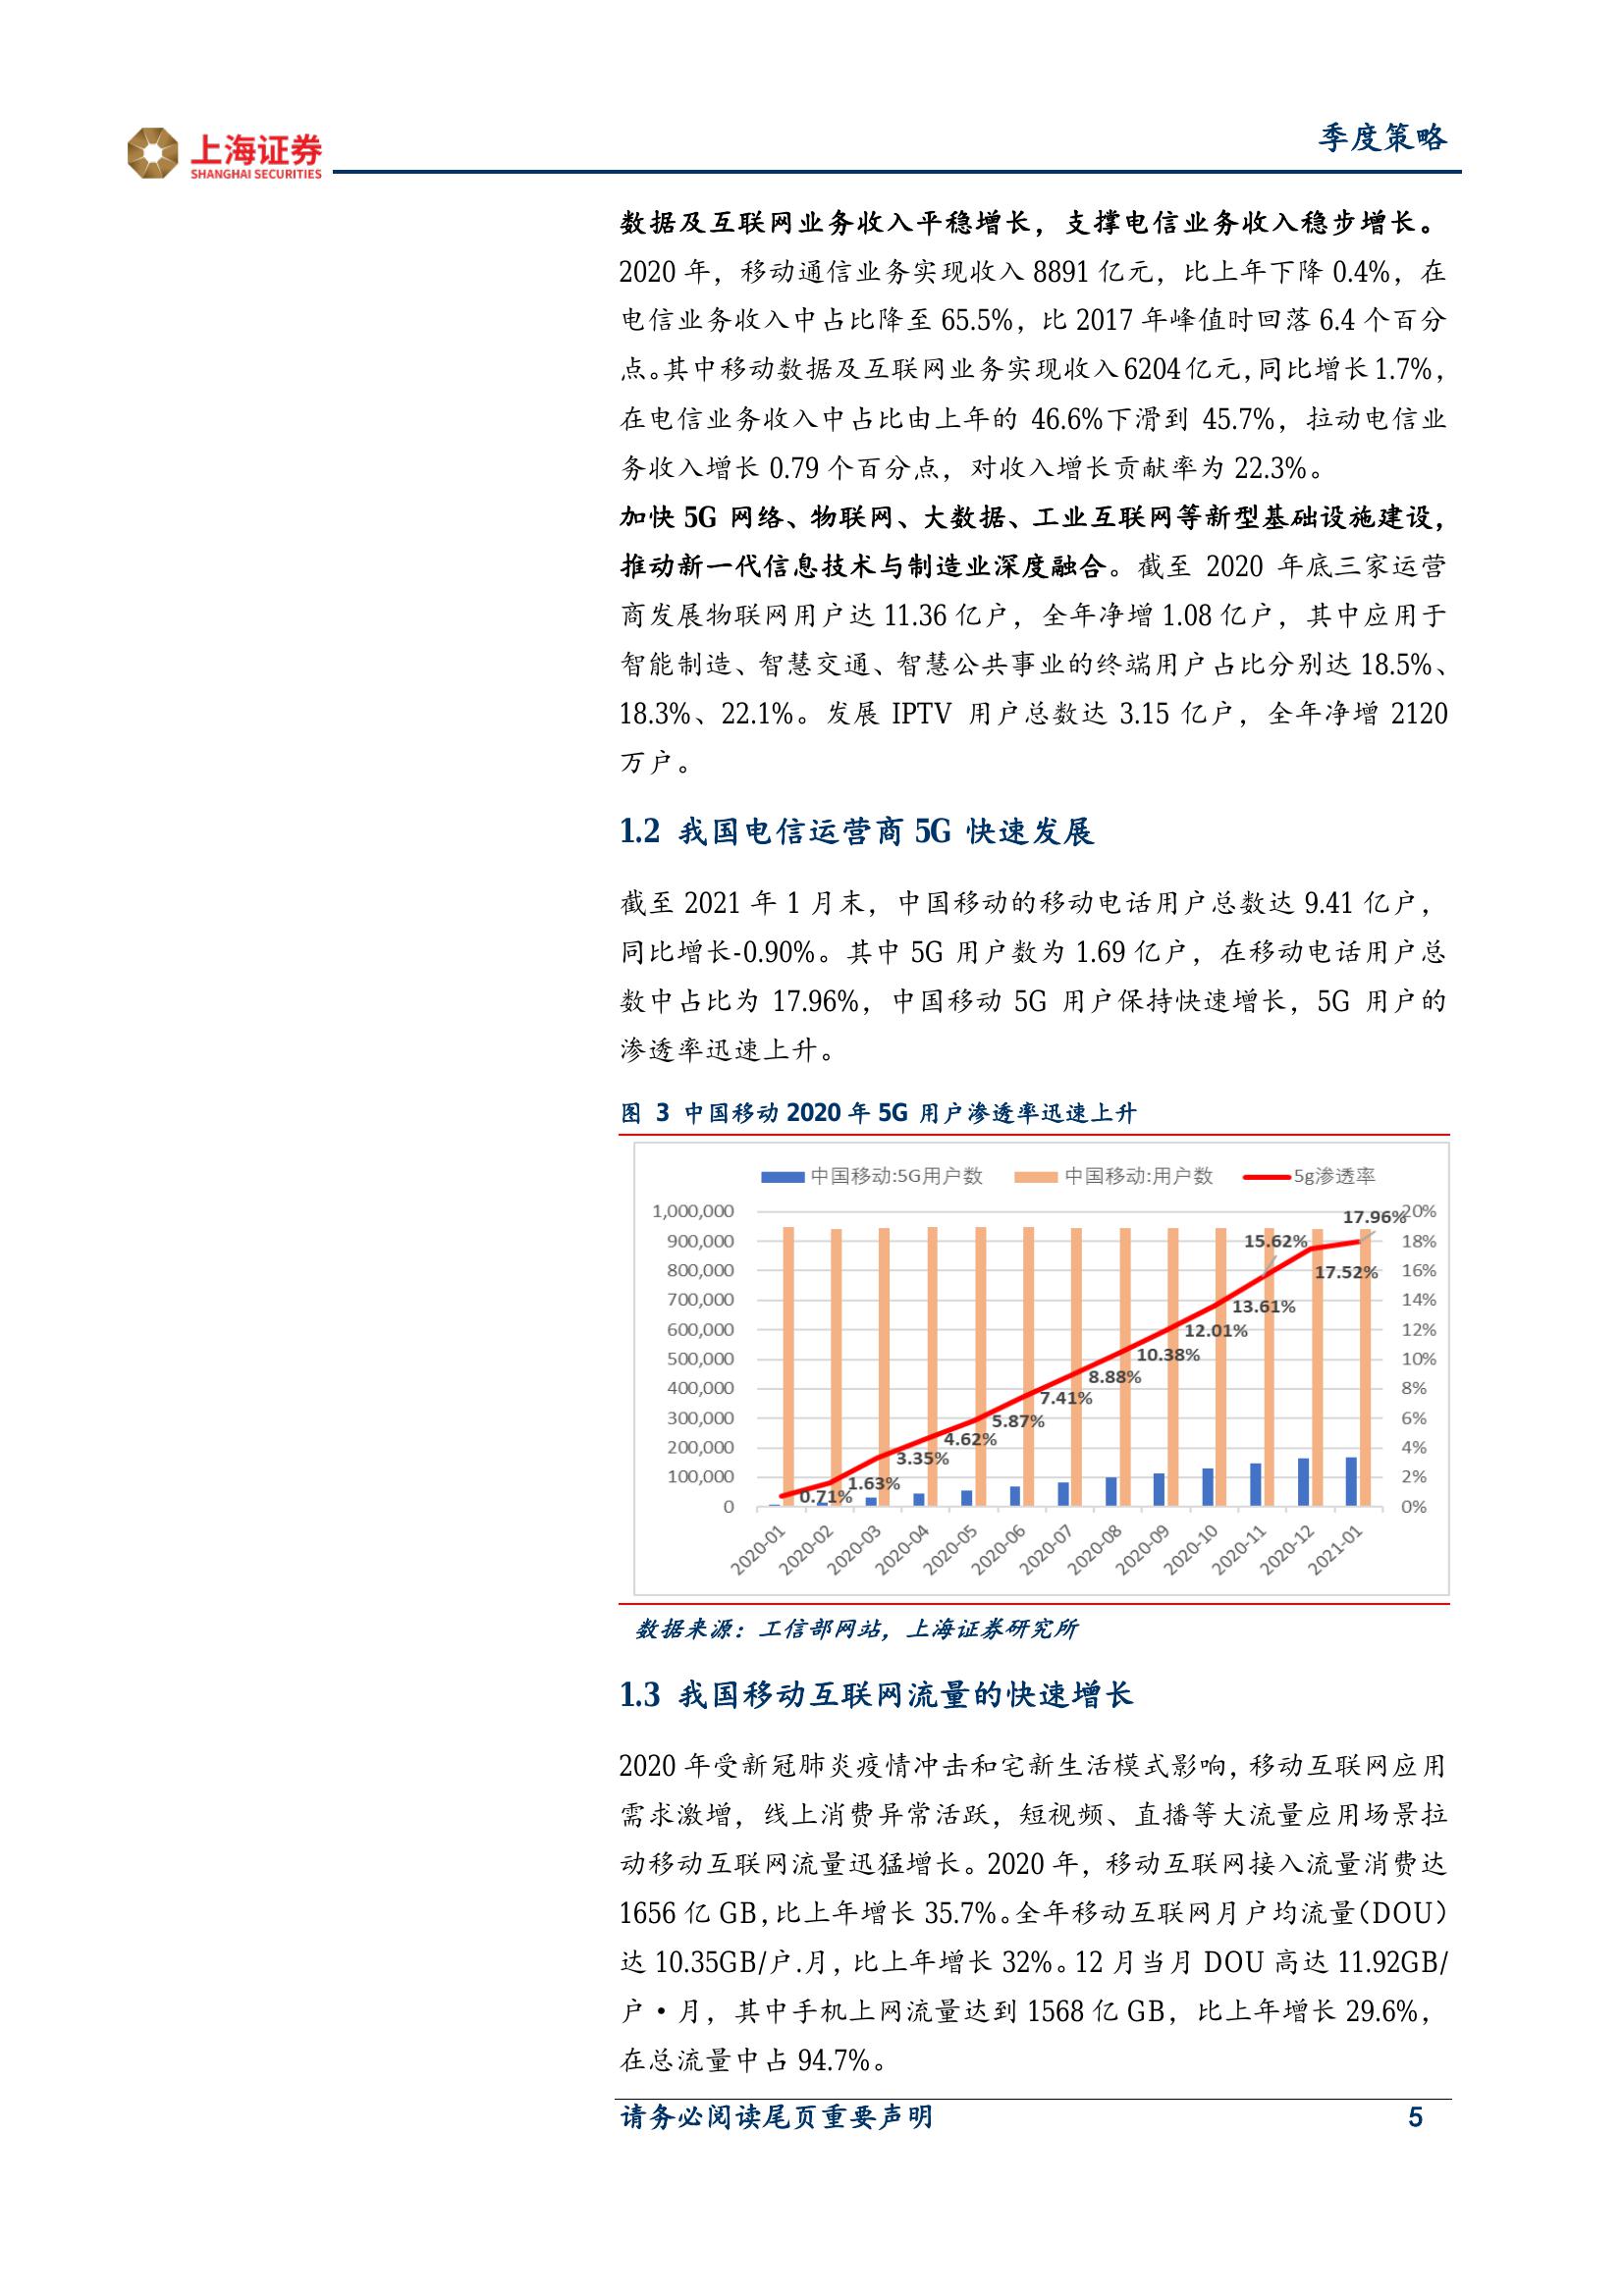 上海证券
SHANGHAI SECURITIES
季度策略
数据及互联网业务收入平稳增长，支撑电信业务收入稳步增长。
2020 年，移动通信业务实现收入 8891 亿元，比上年下降 0.4%，在
电信业务收入中占比降至 65.5%，比 2017 年峰值时回落 6.4 个百分
点。其中移动数据及互联网业务实现收入 6204 亿元，同比增长 1.7%，
在电信业务收入中占比由上年的 46.6%下滑到 45.7%，拉动电信业
务收入增长 0.79 个百分点，对收入增长贡献率为 22.3%。
加快 5G 网络、物联网、大数据、工业互联网等新型基础设施建设，
推动新一代信息技术与制造业深度融合。截至 2020 年底三家运营
商发展物联网用户达 11.36 亿户，全年净增 1.08 亿户，其中应用于
智能制造、智慧交通、智慧公共事业的终端用户占比分别达 18.5%、
18.3%、22.1%。发展 IPTV 用户总数达 3.15 亿户，全年净增 2120
万户。
1.2 我国电信运营商 5G 快速发展
截至 2021 年 1 月末，中国移动的移动电话用户总数达 9.41 亿户，
同比增长-0.90%。其中 5G 用户数为 1.69 亿户，在移动电话用户总
数中占比为 17.96%，中国移动 5G 用户保持快速增长，5G 用户的
渗透率迅速上升。
图 3 中国移动 2020 年 5G 用户渗透率迅速上升
中国移动:5G用户数 中国移动:用户数 5g渗透率
1,000,000
900,000
800,000
700,000
600,000
500,000
400,000
300,000
200,000
100,000
0
0.71%
1.63%
3.35%
4.62%
5.87%
7.41%
8.88%
10.38%
12.01%
13.61%
15.62%
17.52%
17.96%
20%
18%
16%
14%
12%
10%
8%
6%
4%
2%
0%
2020-01
2020-02
2020-03
2020-04
2020-05
2020-06
2020-07
2020-08
2020-09
2020-10
2020-11
2020-12
2021-01
数据来源：工信部网站，上海证券研究所
1.3 我国移动互联网流量的快速增长
2020 年受新冠肺炎疫情冲击和宅新生活模式影响，移动互联网应用
需求激增，线上消费异常活跃，短视频、直播等大流量应用场景拉
动移动互联网流量迅猛增长。2020 年，移动互联网接入流量消费达
1656 亿 GB，比上年增长 35.7%。全年移动互联网月户均流量（DOU）
达 10.35GB/户.月，比上年增长 32%。12 月当月 DOU 高达 11.92GB/
户·月，其中手机上网流量达到 1568 亿 GB，比上年增长 29.6%，
在总流量中占 94.7%。
请务必阅读尾页重要声明
5